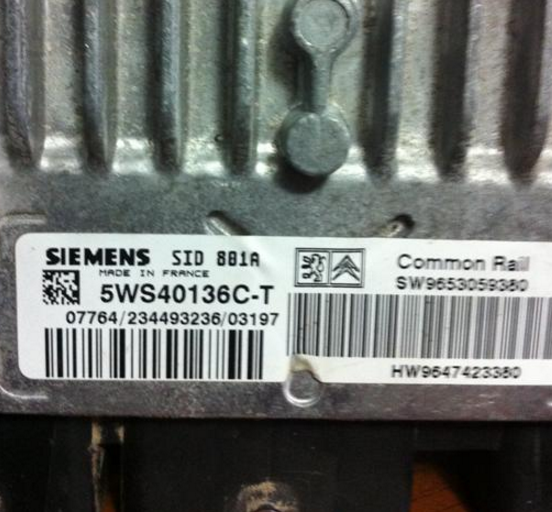 SIEMENS SID 801A
MADE IN FRANCE
5WS40136C-T
07764/234493236/03197
Common Rail
SW9653059380
HW9647423380